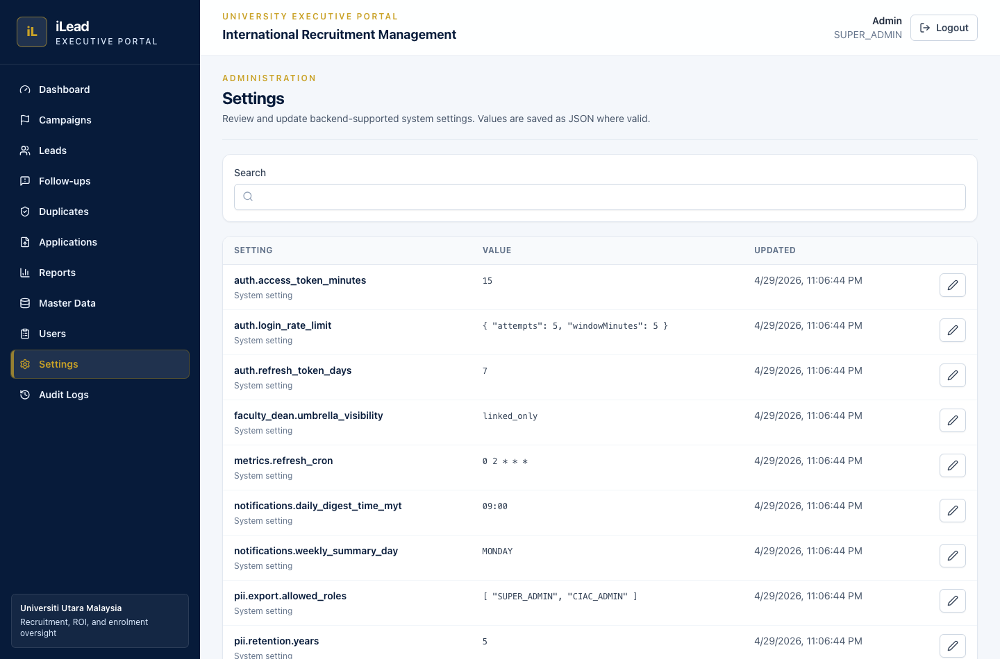 iL
iLead
EXECUTIVE PORTAL
Dashboard
Campaigns
Leads
Follow-ups
Duplicates
Applications
Reports
Master Data
Users
Settings
Audit Logs
Universiti Utara Malaysia
Recruitment, ROI, and enrolment
oversight
UNIVERSITY EXECUTIVE PORTAL
International Recruitment Management
Admin
SUPER_ADMIN
Logout
ADMINISTRATION
Settings
Review and update backend-supported system settings. Values are saved as JSON where valid.
Search
SETTING VALUE UPDATED
auth.access_token_minutes 15 4/29/2026, 11:06:44 PM
System setting
auth.login_rate_limit { "attempts": 5, "windowMinutes": 5 } 4/29/2026, 11:06:44 PM
System setting
auth.refresh_token_days 7 4/29/2026, 11:06:44 PM
System setting
faculty_dean.umbrella_visibility linked_only 4/29/2026, 11:06:44 PM
System setting
metrics.refresh_cron 0 2 * * * 4/29/2026, 11:06:44 PM
System setting
notifications.daily_digest_time_myt 09:00 4/29/2026, 11:06:44 PM
System setting
notifications.weekly_summary_day MONDAY 4/29/2026, 11:06:44 PM
System setting
pii.export.allowed_roles [ "SUPER_ADMIN", "CIAC_ADMIN" ] 4/29/2026, 11:06:44 PM
System setting
pii.retention.years 5 4/29/2026, 11:06:44 PM
System setting